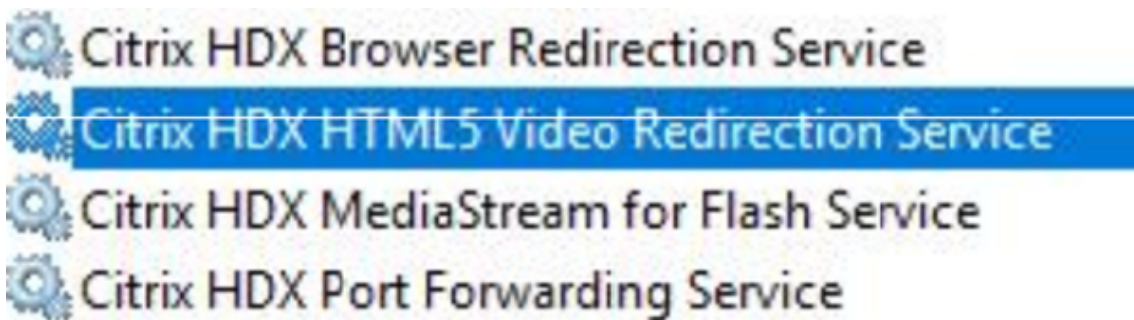 Citrix HDX Browser Redirection Service
Citrix HDX HTML5 Video Redirection Service
Citrix HDX MediaStream for Flash Service
Citrix HDX Port Forwarding Service